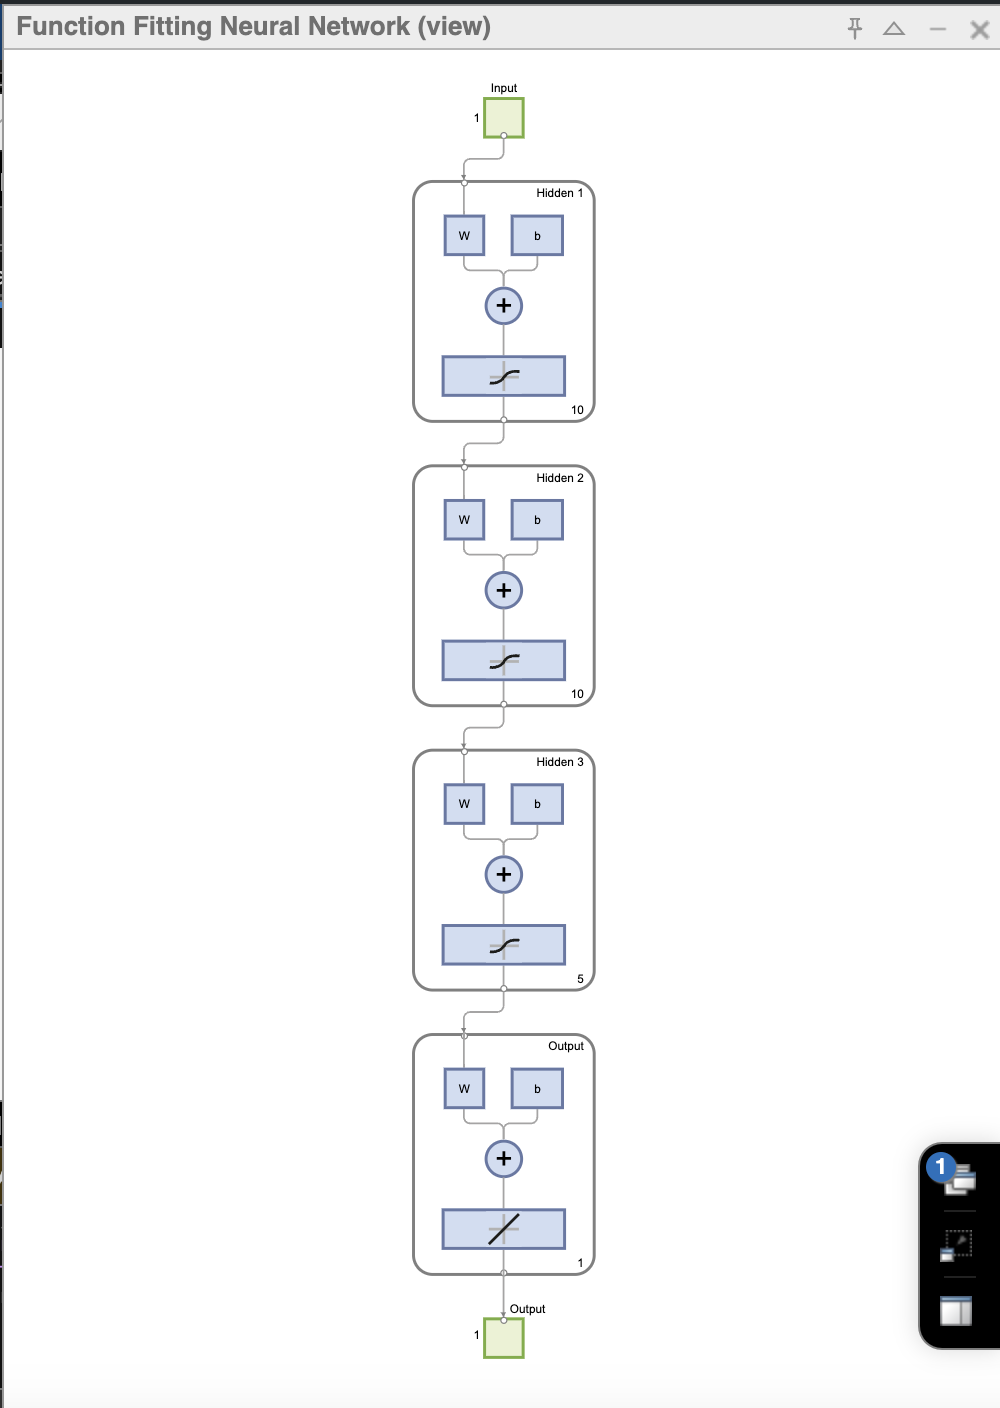 Function Fitting Neural Network (view)
Input
1
Hidden 1
W
b
+
10
Hidden 2
W
b
+
10
Hidden 3
W
b
+
5
Output
W
b
+
1
Output
1
1